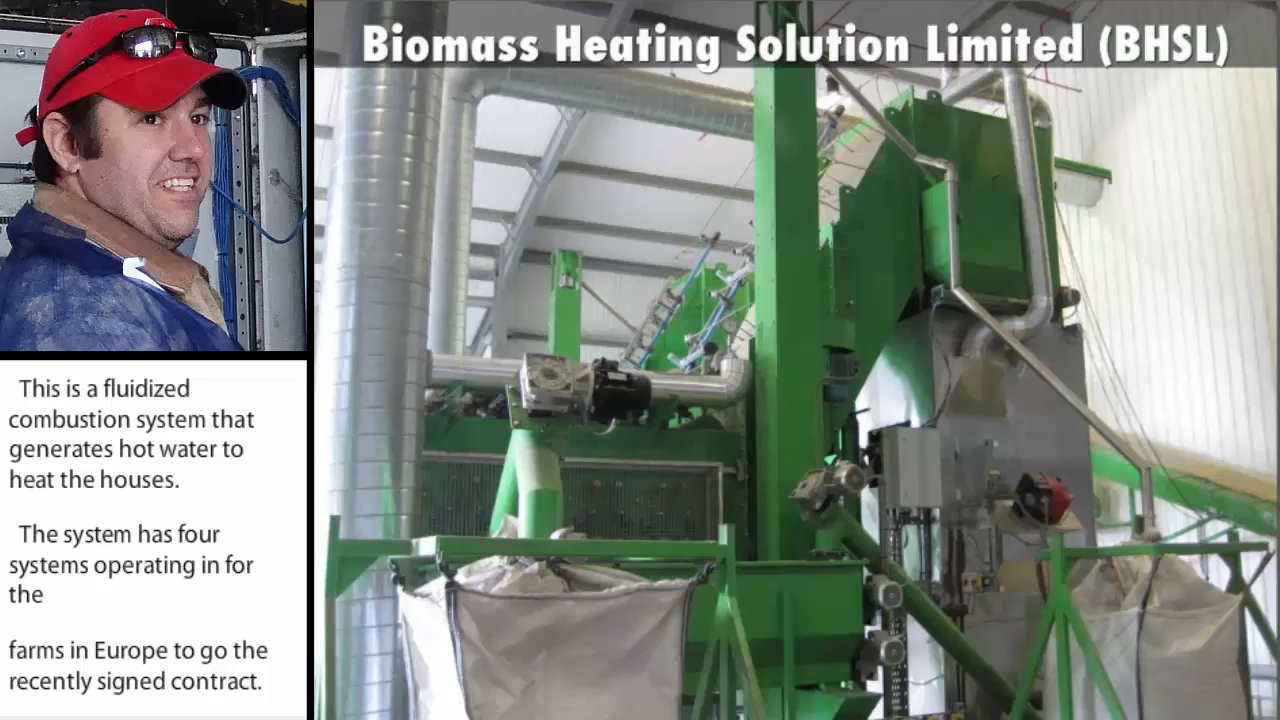 Biomass Heating Solution Limited (BHSL)
This is a fluidized
combustion system that
generates hot water to
heat the houses.
The system has four
systems operating in for
the
farms in Europe to go the
recently signed contract.